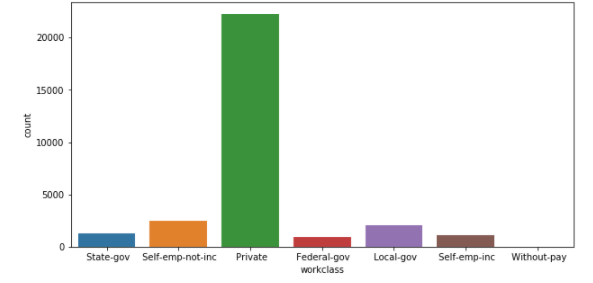 20000
15000
10000
5000
0
count
State-gov Self-emp-not-inc Private Federal-gov Local-gov Self-emp-inc Without-pay
workclass